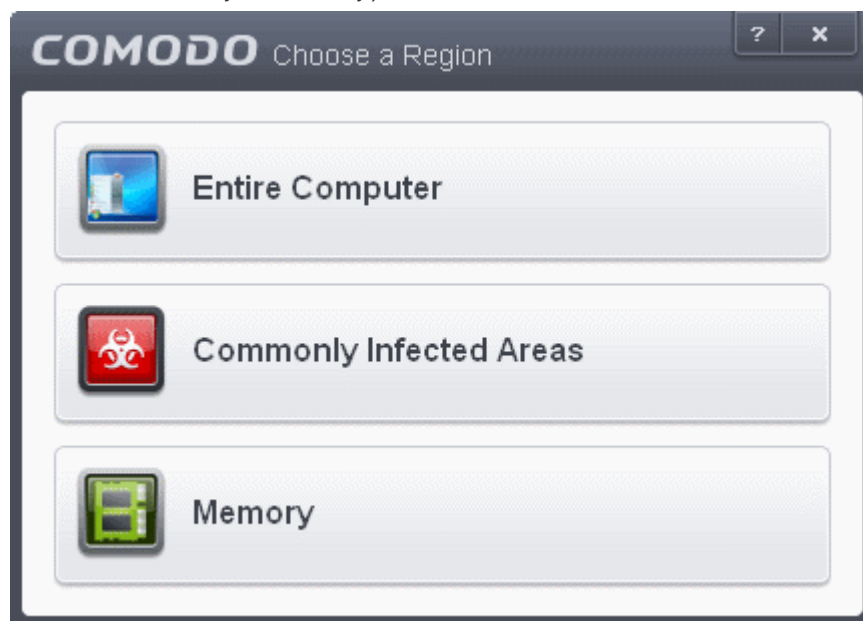 COMODO Choose a Region
? x
Entire Computer
Commonly Infected Areas
Memory